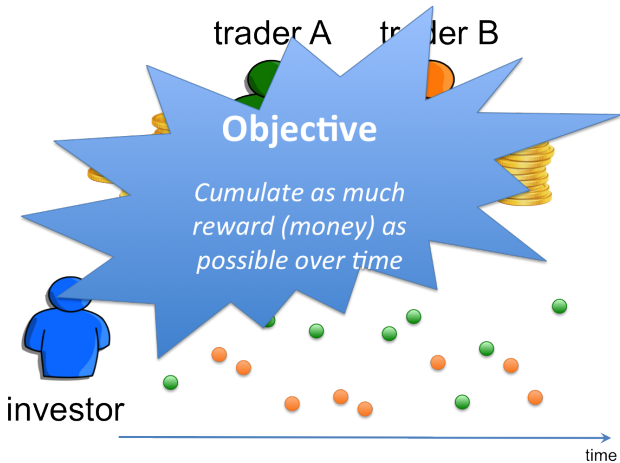 trader A
trader B
Objective
Cumulate as much
reward (money) as
possible over time
investor
time